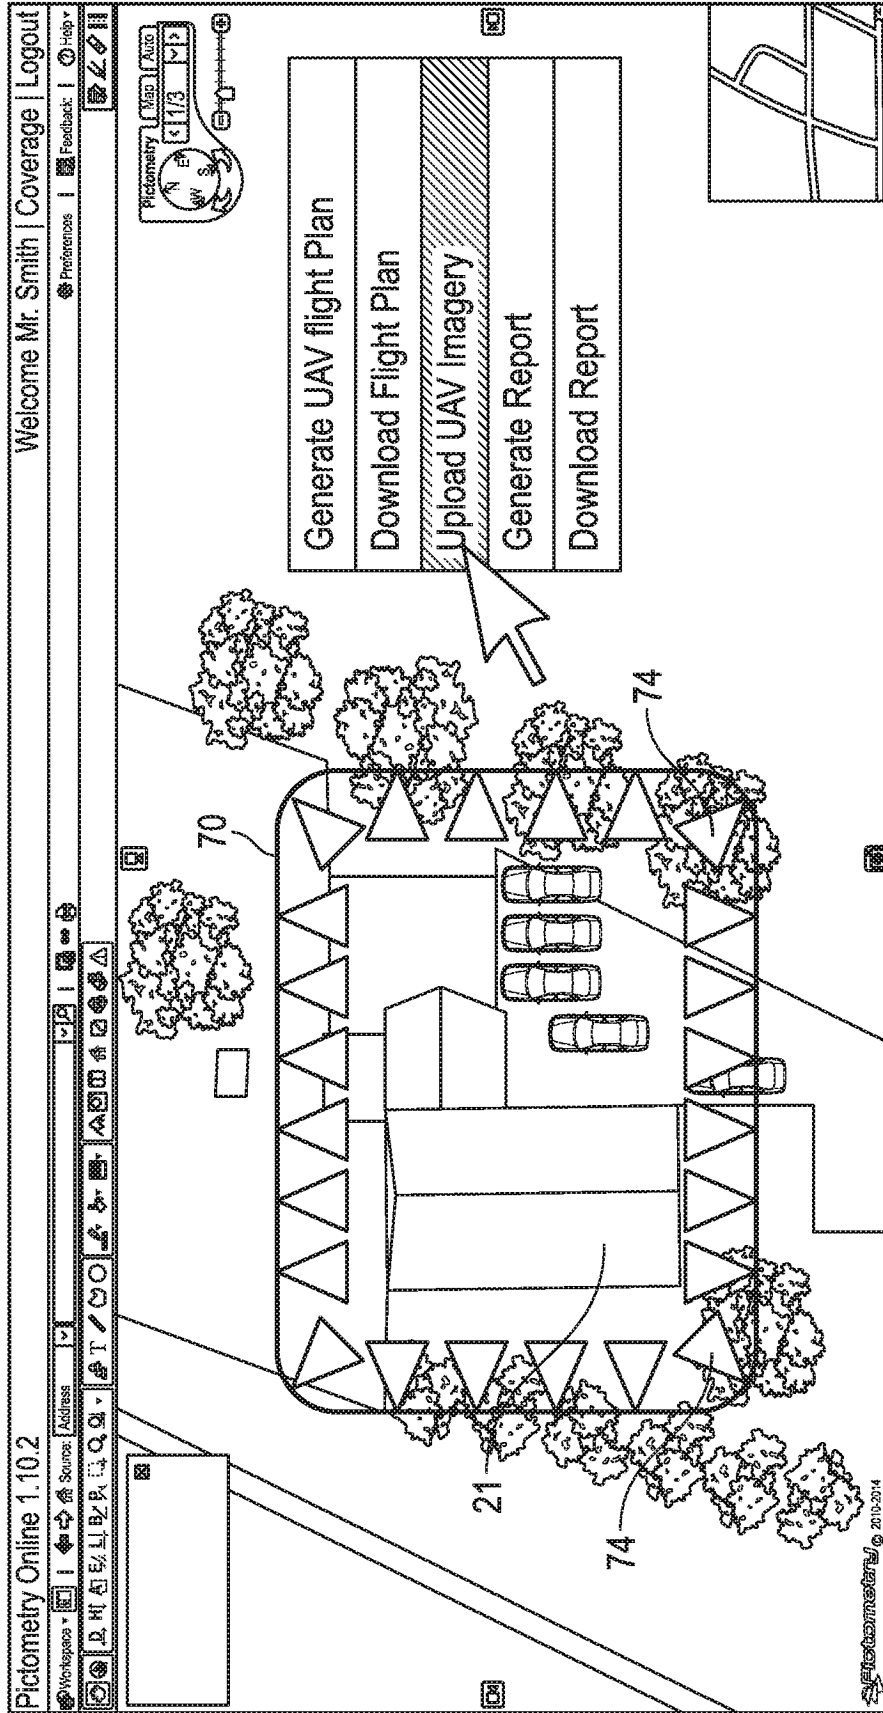 Pictometry Online 1.10.2
Welcome Mr. Smith | Coverage | Logout
Workspace
Source: Address
Preferences | Feedback | Help
T
Pictometry Map Auto
1/3
N
E
S
W
Generate UAV flight Plan
Download Flight Plan
Upload UAV Imagery
Generate Report
Download Report
70
74
21
74
Pictometry © 2010-2014